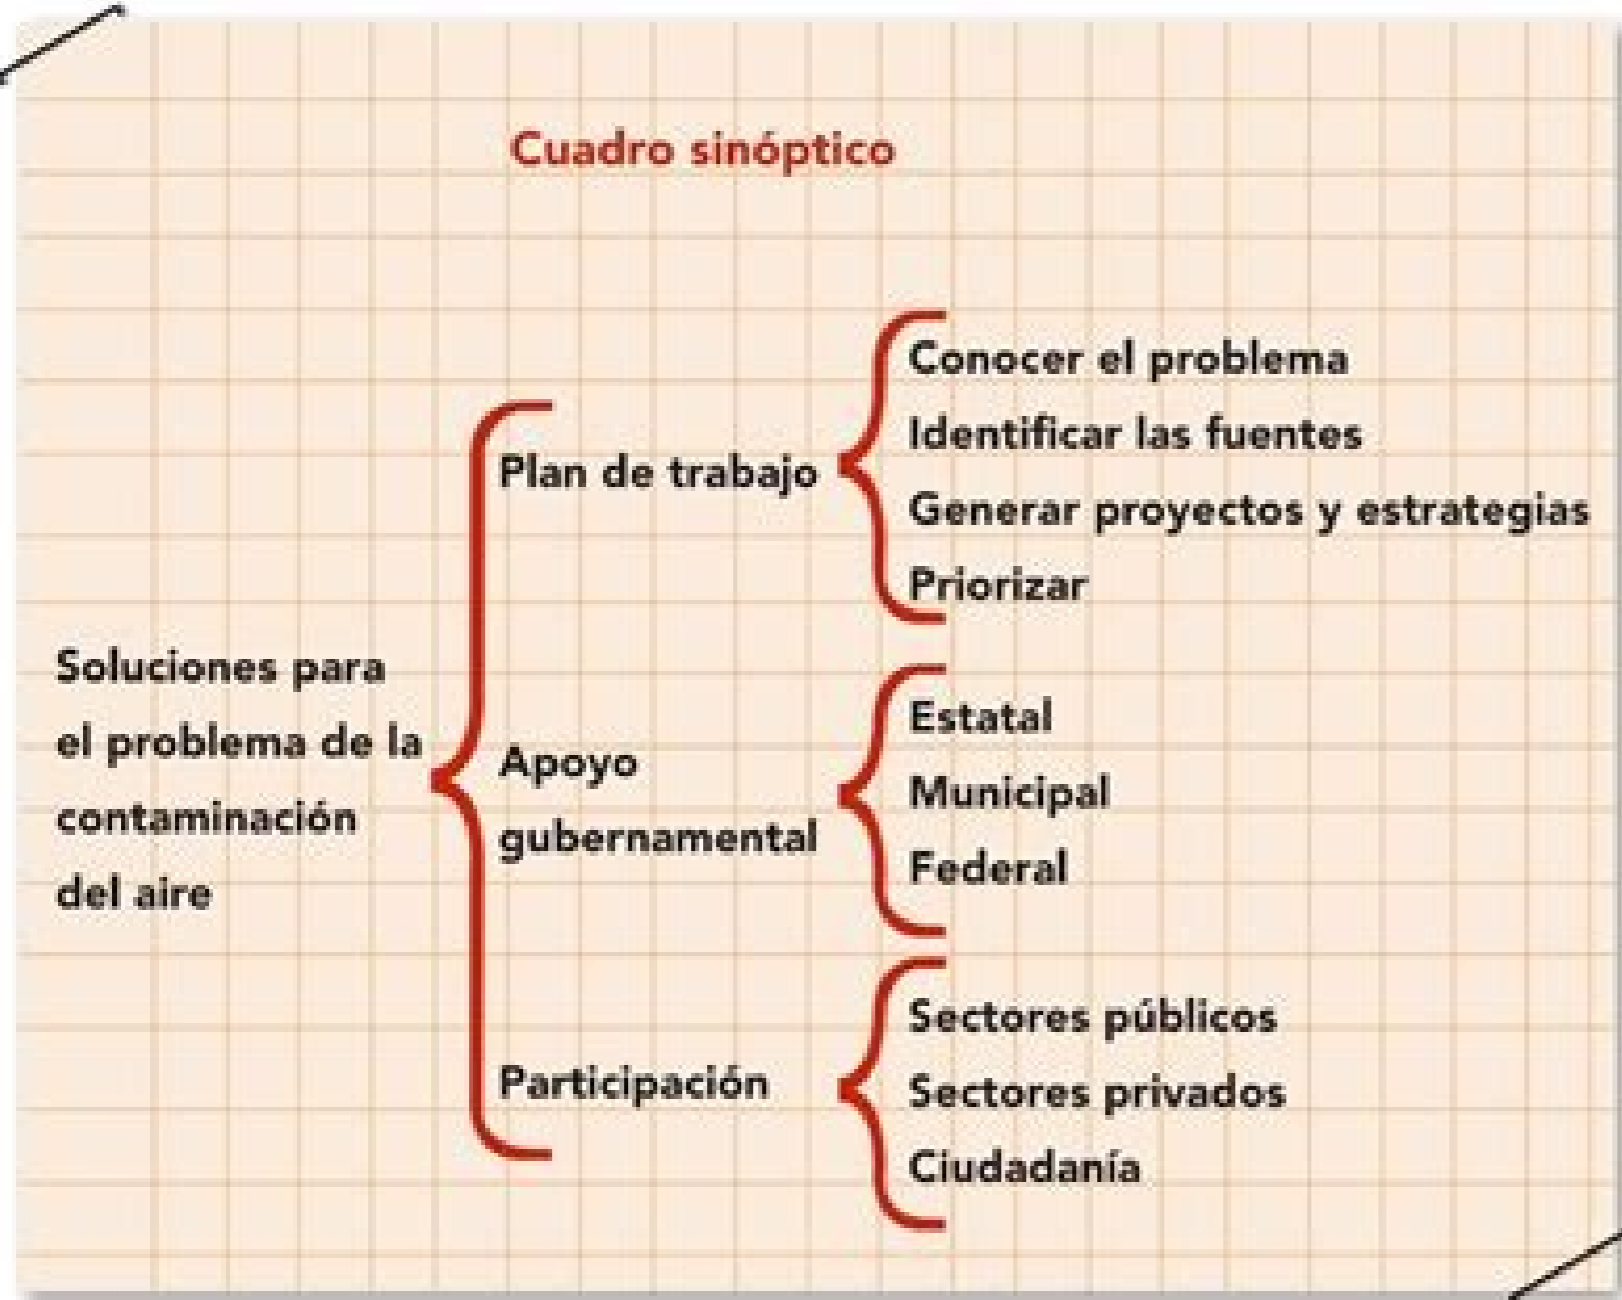 Cuadro sinóptico
Soluciones para
el problema de la
contaminación
del aire
Plan de trabajo
Conocer el problema
Identificar las fuentes
Generar proyectos y estrategias
Priorizar
Apoyo
gubernamental
Estatal
Municipal
Federal
Participación
Sectores públicos
Sectores privados
Ciudadanía